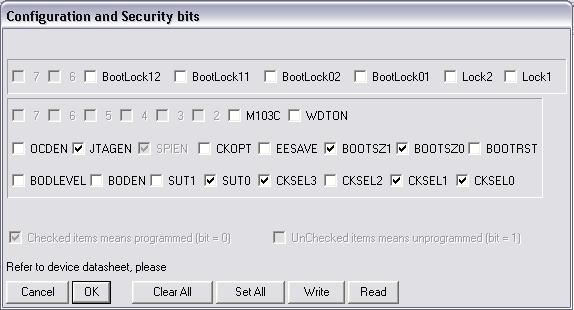 Configuration and Security bits
7 6 BootLock12 BootLock11 BootLock02 BootLock01 Lock2 Lock1
7 6 5 4 3 2 M103C WDTON
OCDEN JTAGEN SPIEN CKOPT EESAVE BOOTSZ1 BOOTSZ0 BOOTRST
BODLEVEL BODEN SUT1 SUT0 CKSEL3 CKSEL2 CKSEL1 CKSEL0
Checked items means programmed (bit = 0) UnChecked items means unprogrammed (bit = 1)
Refer to device datasheet, please
Cancel OK Clear All Set All Write Read